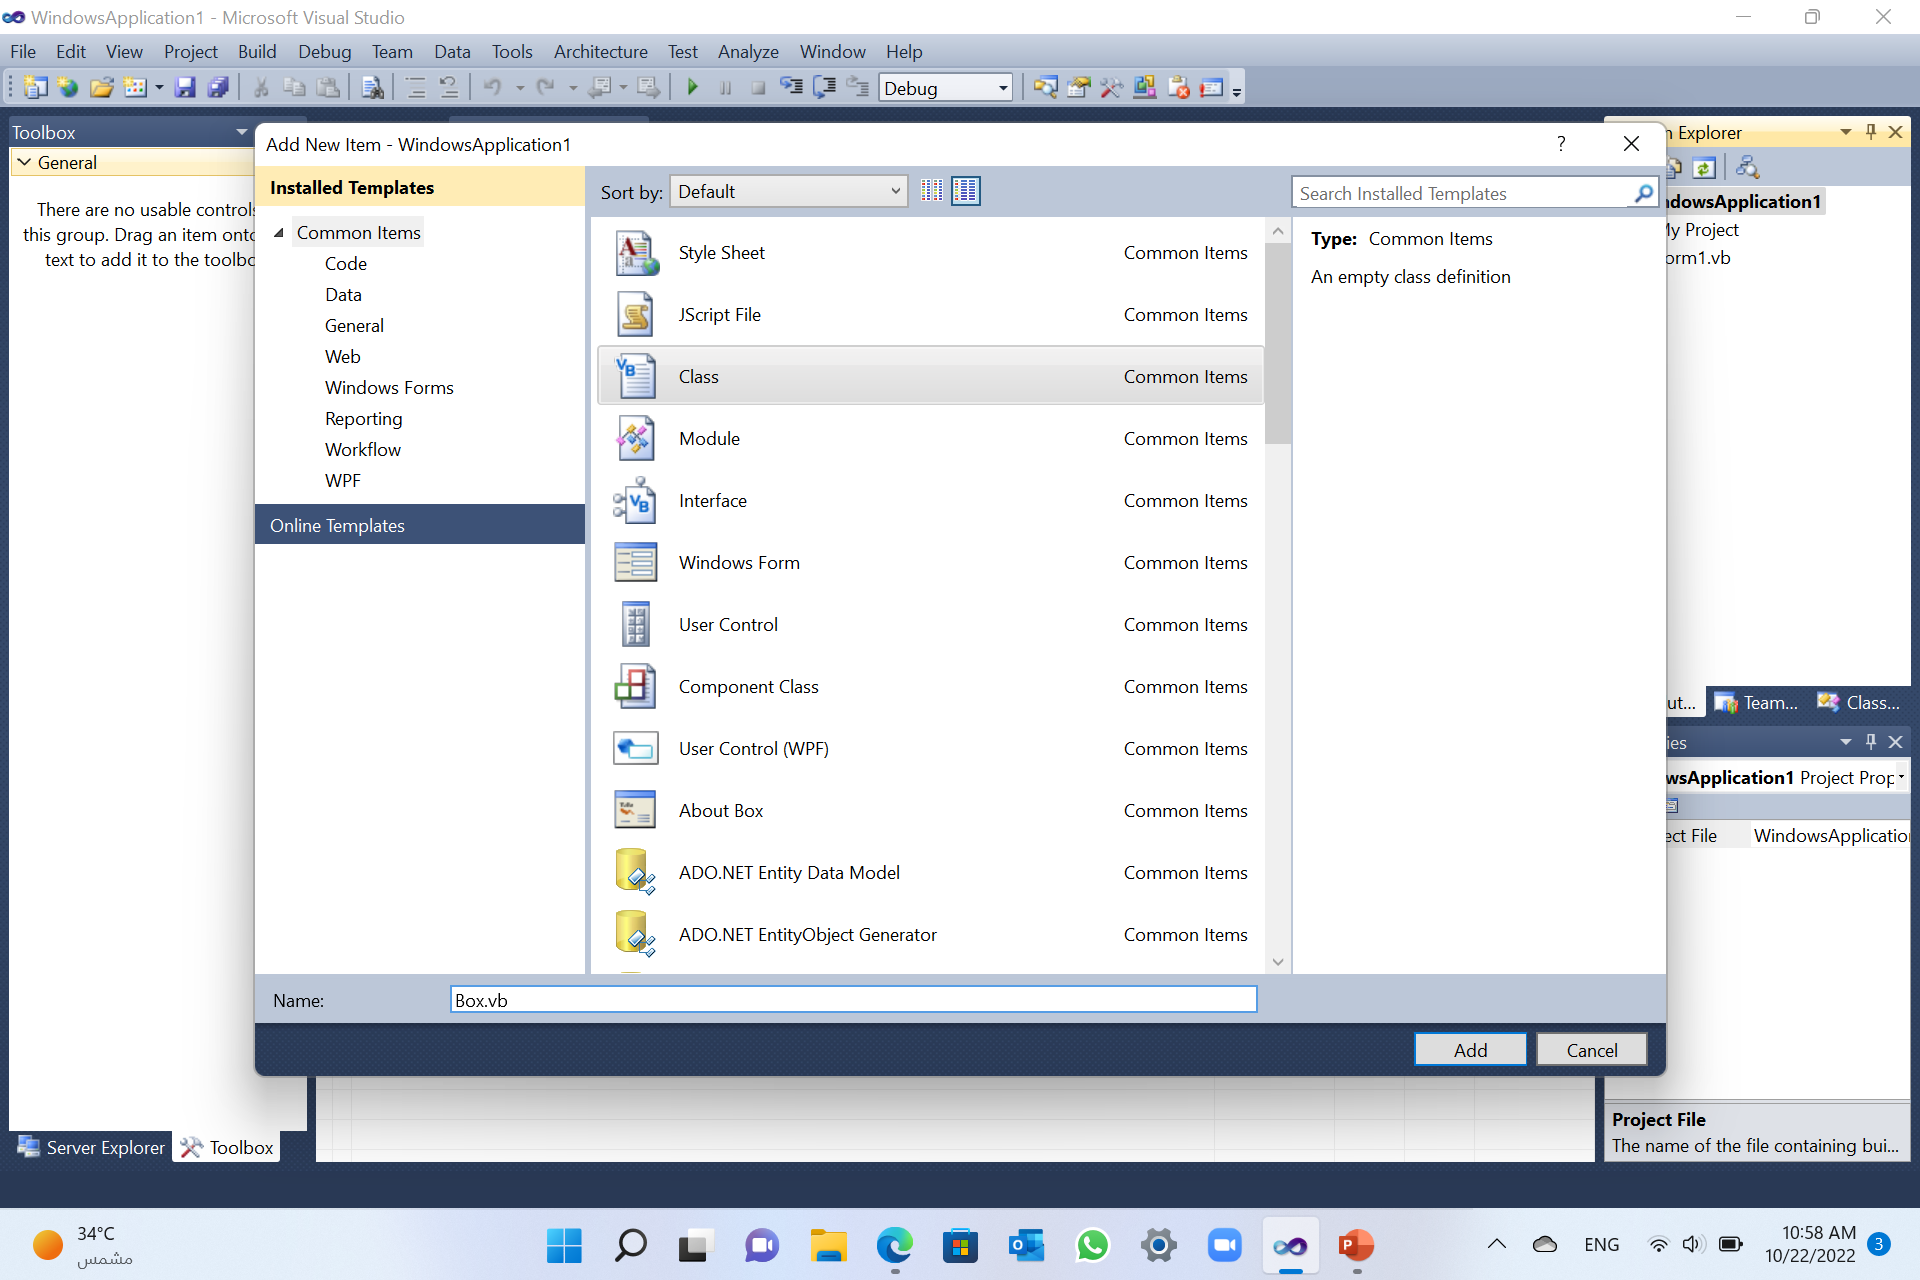 WindowsApplication1 - Microsoft Visual Studio
File Edit View Project Build Debug Team Data Tools Architecture Test Analyze Window Help
Debug
Toolbox
General
There are no usable controls
this group. Drag an item onto
text to add it to the toolbo
Add New Item - WindowsApplication1
?
Installed Templates
Common Items
Code
Data
General
Web
Windows Forms
Reporting
Workflow
WPF
Online Templates
Sort by: Default
Search Installed Templates
Style Sheet Common Items
JScript File Common Items
Class Common Items
Module Common Items
Interface Common Items
Windows Form Common Items
User Control Common Items
Component Class Common Items
User Control (WPF) Common Items
About Box Common Items
ADO.NET Entity Data Model Common Items
ADO.NET EntityObject Generator Common Items
Type: Common Items
An empty class definition
Name: Box.vb
Add Cancel
n Explorer
dowsApplication1
y Project
orm1.vb
ut... Team... Class...
ies
wsApplication1 Project Prop
ect File WindowsApplicatio
Project File
The name of the file containing bui...
Server Explorer Toolbox
34°C
مشمس
ENG
10:58 AM
10/22/2022
3